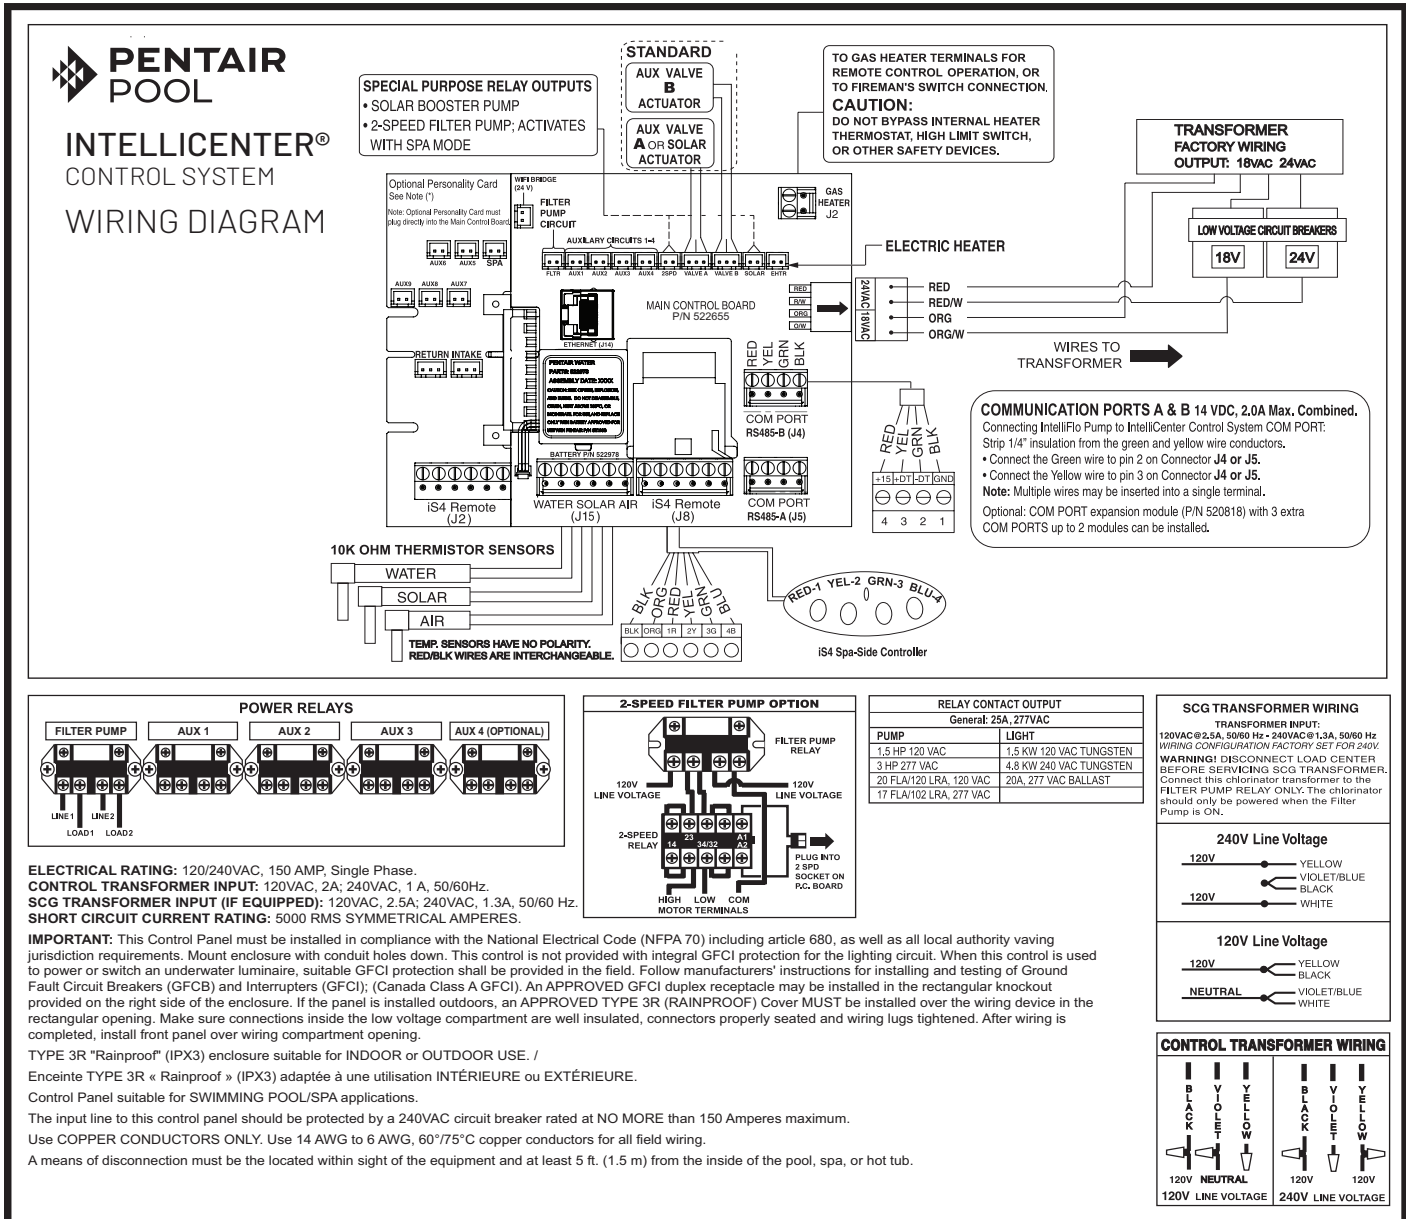 PENTAIR
POOL
INTELLICENTER®
CONTROL SYSTEM
WIRING DIAGRAM
SPECIAL PURPOSE RELAY OUTPUTS
• SOLAR BOOSTER PUMP
• 2-SPEED FILTER PUMP; ACTIVATES
WITH SPA MODE
STANDARD
AUX VALVE
B
ACTUATOR
AUX VALVE
A OR SOLAR
ACTUATOR
TO GAS HEATER TERMINALS FOR
REMOTE CONTROL OPERATION, OR
TO FIREMAN'S SWITCH CONNECTION.
CAUTION:
DO NOT BYPASS INTERNAL HEATER
THERMOSTAT, HIGH LIMIT SWITCH,
OR OTHER SAFETY DEVICES.
TRANSFORMER
FACTORY WIRING
OUTPUT: 18VAC 24VAC
LOW VOLTAGE CIRCUIT BREAKERS
18V
24V
Optional Personality Card
See Note (*)
Note: Optional Personality Card must
plug directly into the Main Control Board.
WIFI BRIDGE
(24 V)
FILTER
PUMP
CIRCUIT
AUXILARY CIRCUITS 1-4
GAS
HEATER
J2
ELECTRIC HEATER
AUX6 AUX5 SPA
AUX9 AUX8 AUX7
FLTR AUX1 AUX2 AUX3 AUX4 2SPD VALVE A VALVE B SOLAR EHTR
RETURN INTAKE
ETHERNET (J14)
MAIN CONTROL BOARD
P/N 522655
RED
R/W
ORG
O/W
24VAC 18VAC
RED
RED/W
ORG
ORG/W
WIRES TO
TRANSFORMER
PENTAIR WATER
ASSEMBLY DATE: XXXX
BATTERY P/N 522978
RED YEL GRN BLK
COM PORT
RS485-B (J4)
COM PORT
RS485-A (J5)
iS4 Remote
(J2)
WATER SOLAR AIR
(J15)
iS4 Remote
(J8)
RED YEL GRN BLK
+15 +DT -DT GND
4 3 2 1
COMMUNICATION PORTS A & B 14 VDC, 2.0A Max. Combined.
Connecting IntelliFlo Pump to IntelliCenter Control System COM PORT:
Strip 1/4" insulation from the green and yellow wire conductors.
• Connect the Green wire to pin 2 on Connector J4 or J5.
• Connect the Yellow wire to pin 3 on Connector J4 or J5.
Note: Multiple wires may be inserted into a single terminal.
Optional: COM PORT expansion module (P/N 520818) with 3 extra
COM PORTS up to 2 modules can be installed.
10K OHM THERMISTOR SENSORS
WATER
SOLAR
AIR
TEMP. SENSORS HAVE NO POLARITY.
RED/BLK WIRES ARE INTERCHANGEABLE.
BLK ORG RED YEL GRN BLU
BLK ORG 1R 2Y 3G 4B
RED-1 YEL-2 GRN-3 BLU-4
iS4 Spa-Side Controller
POWER RELAYS
FILTER PUMP
AUX 1
AUX 2
AUX 3
AUX 4 (OPTIONAL)
LINE1 LINE2
LOAD1 LOAD2
2-SPEED FILTER PUMP OPTION
FILTER PUMP
RELAY
120V
LINE VOLTAGE
120V
LINE VOLTAGE
2-SPEED
RELAY
14 23 34/32 A1 A2
PLUG INTO
2 SPD
SOCKET ON
P.C. BOARD
HIGH LOW COM
MOTOR TERMINALS
RELAY CONTACT OUTPUT
General: 25A, 277VAC
PUMP LIGHT
1,5 HP 120 VAC 1,5 KW 120 VAC TUNGSTEN
3 HP 277 VAC 4.8 KW 240 VAC TUNGSTEN
20 FLA/120 LRA, 120 VAC 20A, 277 VAC BALLAST
17 FLA/102 LRA, 277 VAC
SCG TRANSFORMER WIRING
TRANSFORMER INPUT:
120VAC@2.5A, 50/60 Hz - 240VAC@1.3A, 50/60 Hz
WIRING CONFIGURATION FACTORY SET FOR 240V.
WARNING! DISCONNECT LOAD CENTER
BEFORE SERVICING SCG TRANSFORMER.
Connect this chlorinator transformer to the
FILTER PUMP RELAY ONLY. The chlorinator
should only be powered when the Filter
Pump is ON.
240V Line Voltage
120V YELLOW
VIOLET/BLUE
BLACK
120V WHITE
120V Line Voltage
120V YELLOW
BLACK
NEUTRAL VIOLET/BLUE
WHITE
CONTROL TRANSFORMER WIRING
BLACK VIOLET YELLOW
BLACK VIOLET YELLOW
120V NEUTRAL
120V 120V
120V LINE VOLTAGE
240V LINE VOLTAGE
ELECTRICAL RATING: 120/240VAC, 150 AMP, Single Phase.
CONTROL TRANSFORMER INPUT: 120VAC, 2A; 240VAC, 1 A, 50/60Hz.
SCG TRANSFORMER INPUT (IF EQUIPPED): 120VAC, 2.5A; 240VAC, 1.3A, 50/60 Hz.
SHORT CIRCUIT CURRENT RATING: 5000 RMS SYMMETRICAL AMPERES.
IMPORTANT: This Control Panel must be installed in compliance with the National Electrical Code (NFPA 70) including article 680, as well as all local authority vaving
jurisdiction requirements. Mount enclosure with conduit holes down. This control is not provided with integral GFCI protection for the lighting circuit. When this control is used
to power or switch an underwater luminaire, suitable GFCI protection shall be provided in the field. Follow manufacturers' instructions for installing and testing of Ground
Fault Circuit Breakers (GFCB) and Interrupters (GFCI); (Canada Class A GFCI). An APPROVED GFCI duplex receptacle may be installed in the rectangular knockout
provided on the right side of the enclosure. If the panel is installed outdoors, an APPROVED TYPE 3R (RAINPROOF) Cover MUST be installed over the wiring device in the
rectangular opening. Make sure connections inside the low voltage compartment are well insulated, connectors properly seated and wiring lugs tightened. After wiring is
completed, install front panel over wiring compartment opening.
TYPE 3R "Rainproof" (IPX3) enclosure suitable for INDOOR or OUTDOOR USE. /
Enceinte TYPE 3R « Rainproof » (IPX3) adaptée à une utilisation INTÉRIEURE ou EXTÉRIEURE.
Control Panel suitable for SWIMMING POOL/SPA applications.
The input line to this control panel should be protected by a 240VAC circuit breaker rated at NO MORE than 150 Amperes maximum.
Use COPPER CONDUCTORS ONLY. Use 14 AWG to 6 AWG, 60°/75°C copper conductors for all field wiring.
A means of disconnection must be the located within sight of the equipment and at least 5 ft. (1.5 m) from the inside of the pool, spa, or hot tub.